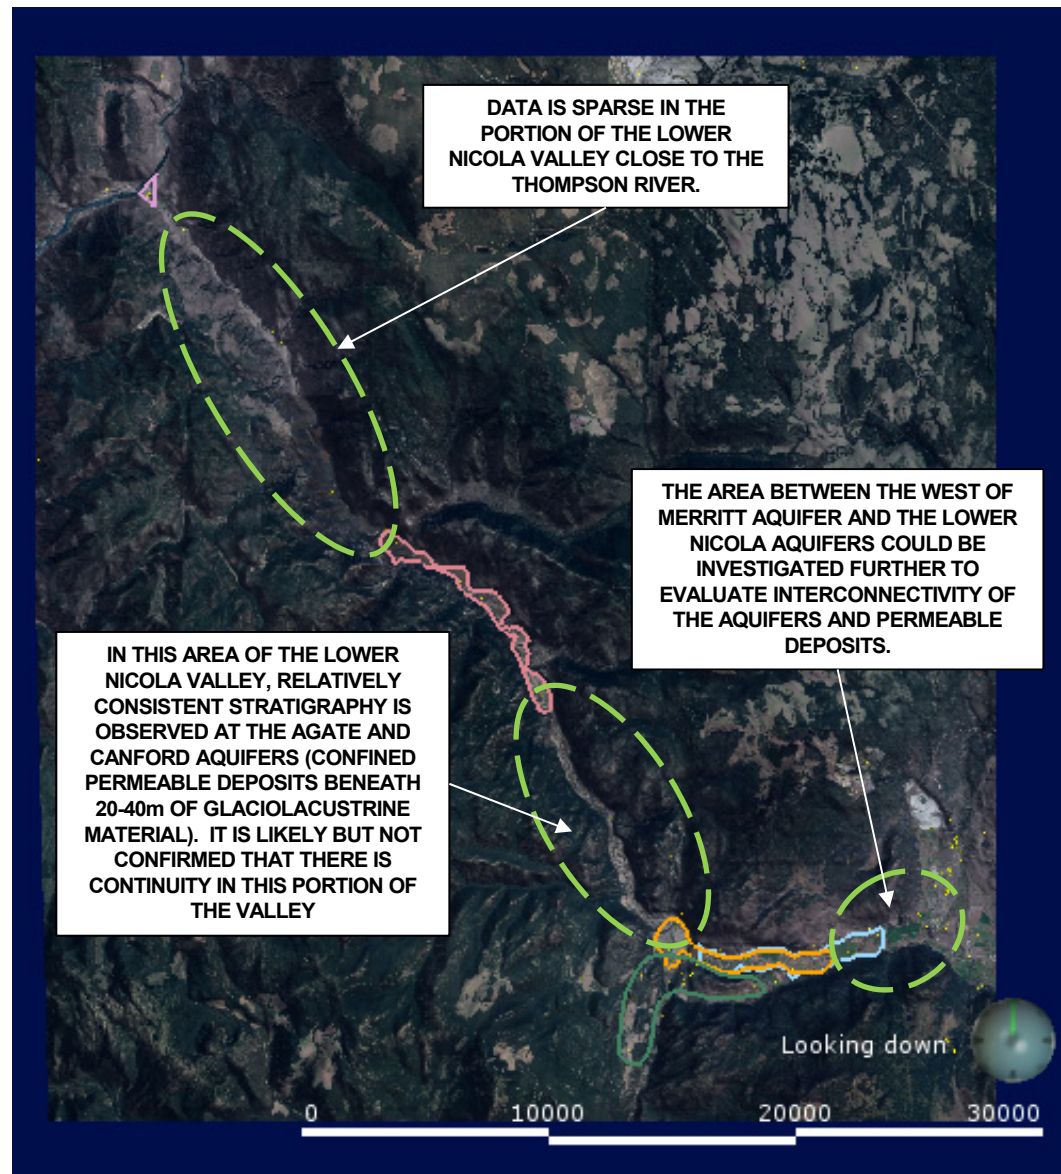 DATA IS SPARSE IN THE
PORTION OF THE LOWER
NICOLA VALLEY CLOSE TO THE
THOMPSON RIVER.
THE AREA BETWEEN THE WEST OF
MERRITT AQUIFER AND THE LOWER
NICOLA AQUIFERS COULD BE
INVESTIGATED FURTHER TO
EVALUATE INTERCONNECTIVITY OF
THE AQUIFERS AND PERMEABLE
DEPOSITS.
IN THIS AREA OF THE LOWER
NICOLA VALLEY, RELATIVELY
CONSISTENT STRATIGRAPHY IS
OBSERVED AT THE AGATE AND
CANFORD AQUIFERS (CONFINED
PERMEABLE DEPOSITS BENEATH
20-40m OF GLACIOLACUSTRINE
MATERIAL). IT IS LIKELY BUT NOT
CONFIRMED THAT THERE IS
CONTINUITY IN THIS PORTION OF
THE VALLEY
Looking down
0 10000 20000 30000